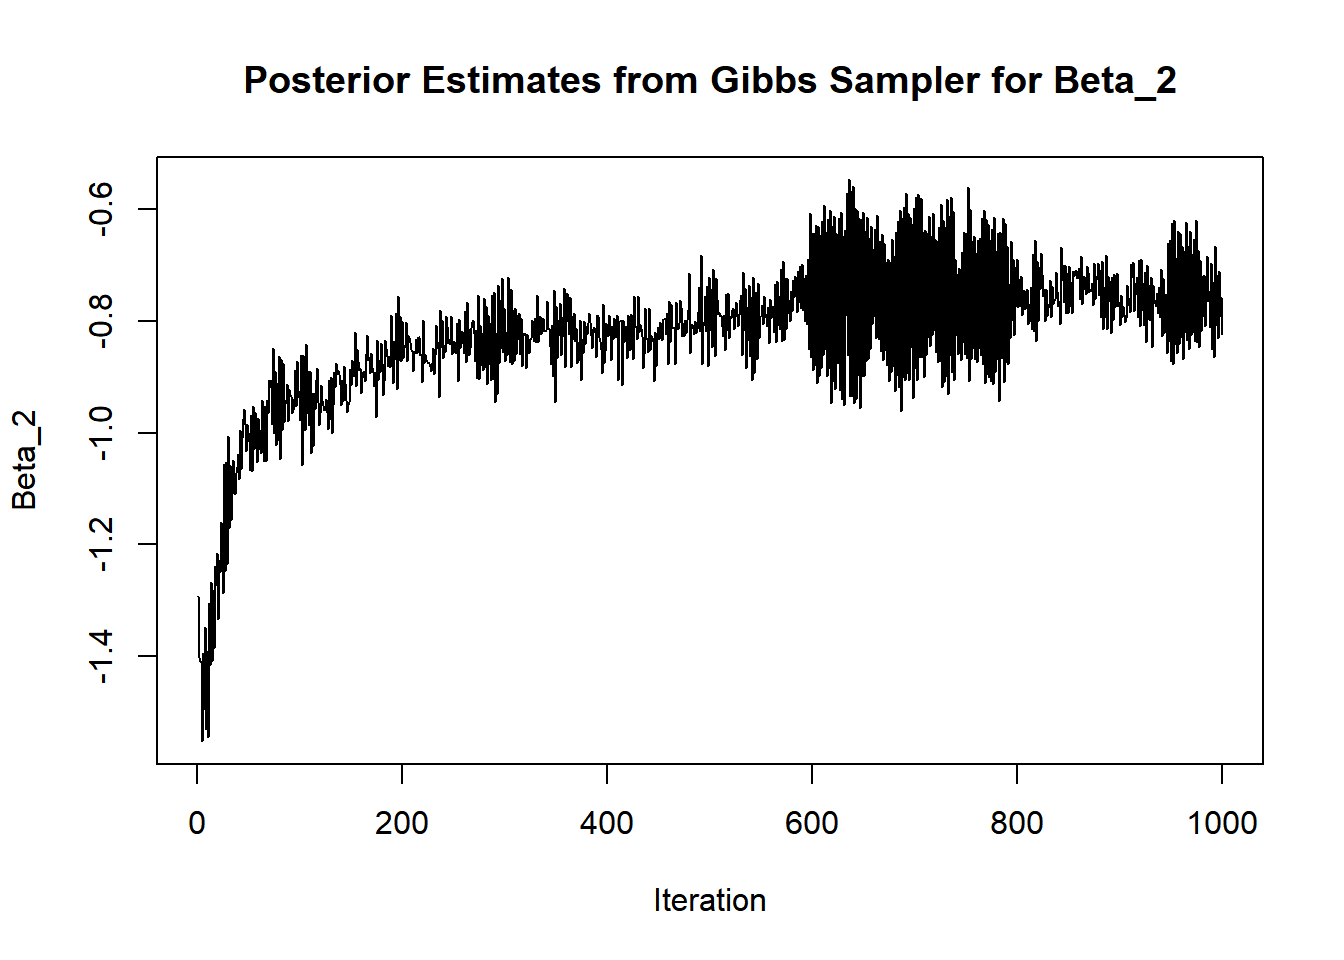 Posterior Estimates from Gibbs Sampler for Beta_2
-0.6
-0.8
-1.0
-1.2
-1.4
Beta_2
0 200 400 600 800 1000
Iteration